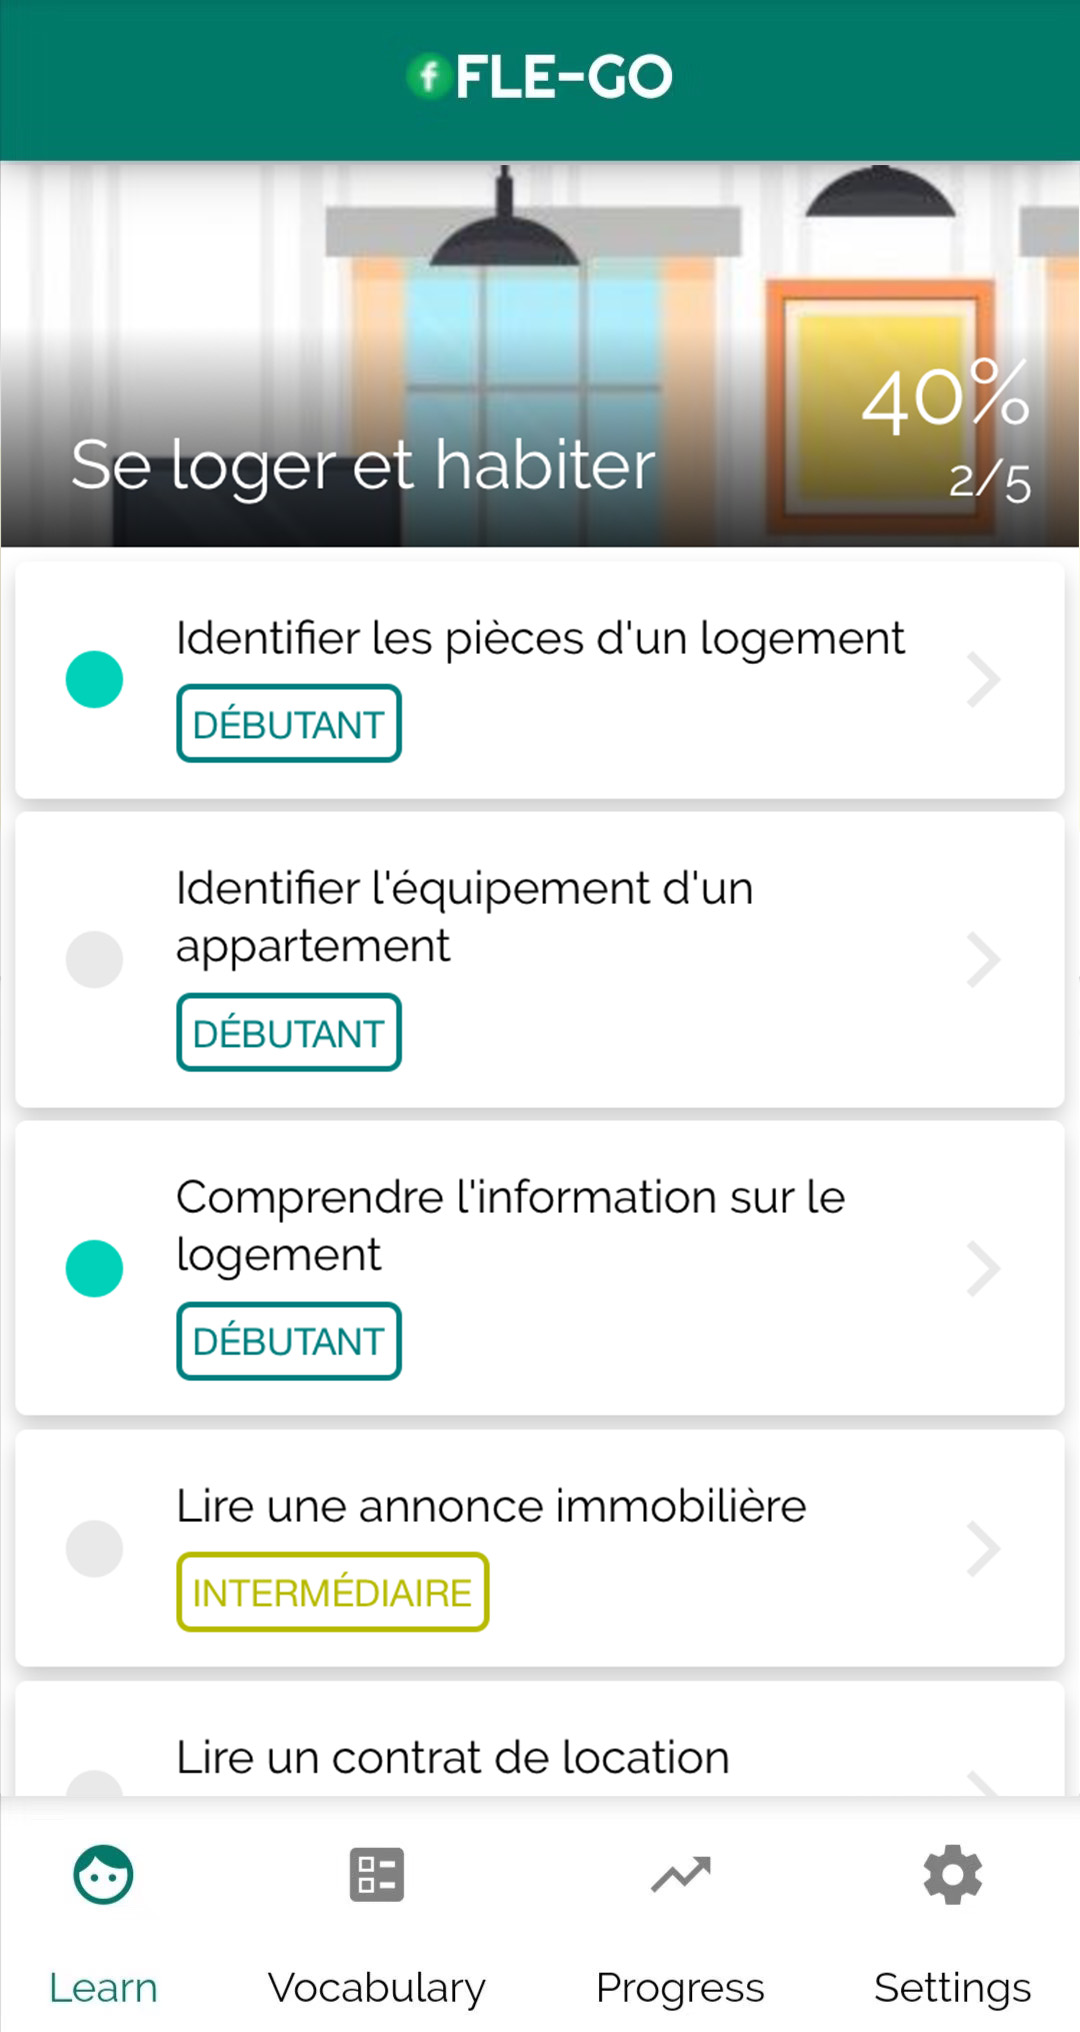 f FLE-GO
40%
Se loger et habiter
2/5
Identifier les pièces d'un logement
DÉBUTANT
Identifier l'équipement d'un
appartement
DÉBUTANT
Comprendre l'information sur le
logement
DÉBUTANT
Lire une annonce immobilière
INTERMÉDIAIRE
Lire un contrat de location
Learn
Vocabulary
Progress
Settings